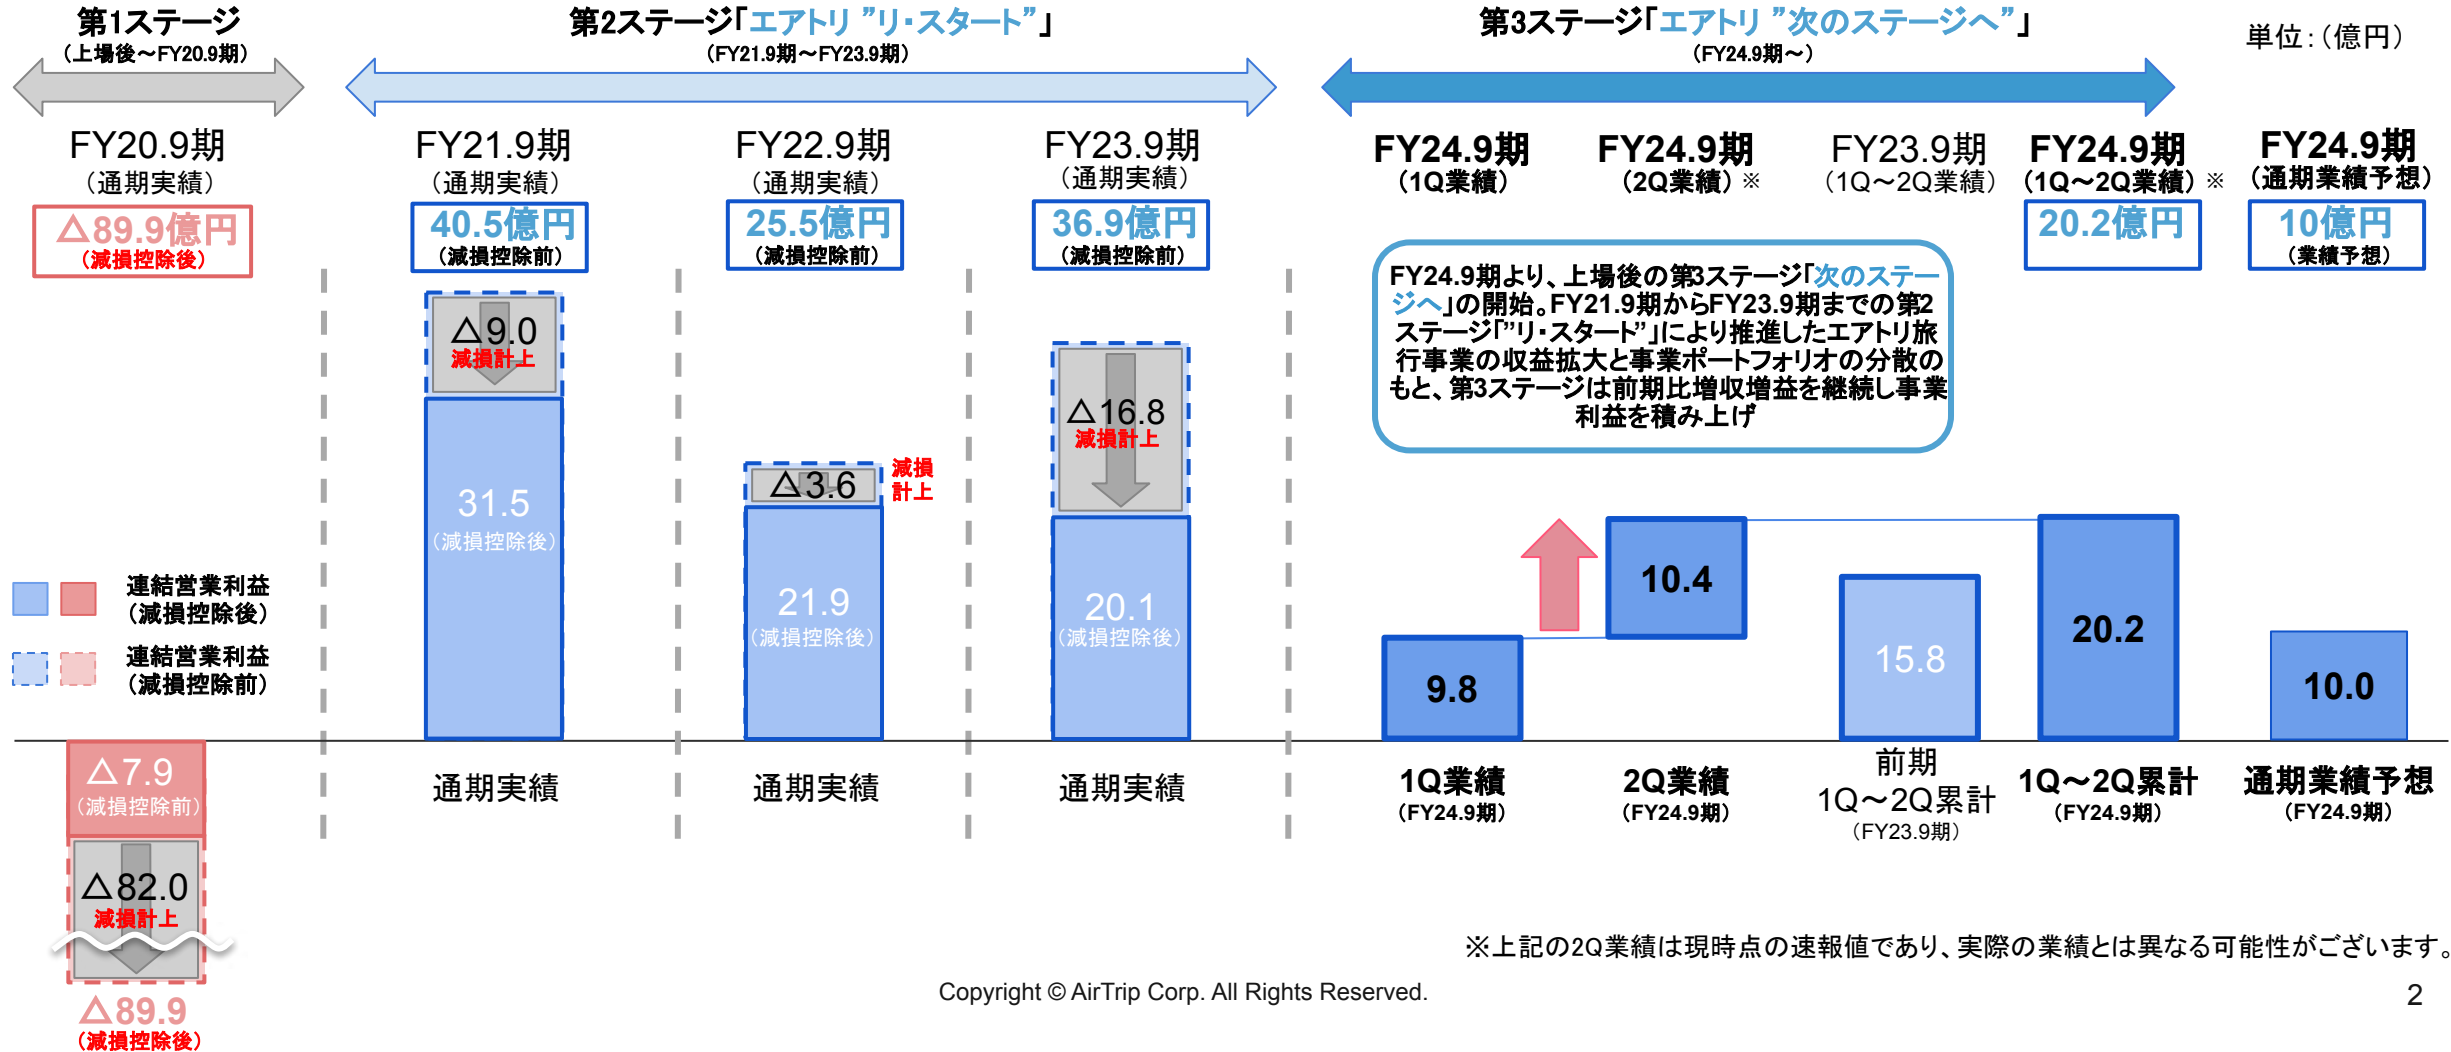 第1ステージ
（上場後～FY20.9期）
第2ステージ「エアトリ ”リ・スタート”」
（FY21.9期～FY23.9期）
第3ステージ「エアトリ ”次のステージへ”」
（FY24.9期～）
単位：（億円）
FY20.9期
（通期実績）
△89.9億円
（減損控除後）
FY21.9期
（通期実績）
40.5億円
（減損控除前）
FY22.9期
（通期実績）
25.5億円
（減損控除前）
FY23.9期
（通期実績）
36.9億円
（減損控除前）
FY24.9期
（1Q業績）
FY24.9期
（2Q業績）※
FY23.9期
（1Q～2Q業績）
FY24.9期
（1Q～2Q業績）※
20.2億円
FY24.9期
（通期業績予想）
10億円
（業績予想）
FY24.9期より、上場後の第3ステージ「次のステー
ジへ」の開始。FY21.9期からFY23.9期までの第2
ステージ「”リ・スタート”」により推進したエアトリ旅
行事業の収益拡大と事業ポートフォリオの分散の
もと、第3ステージは前期比増収増益を継続し事業
利益を積み上げ
△9.0
減損計上
31.5
（減損控除後）
△3.6
減損
計上
21.9
（減損控除後）
△16.8
減損計上
20.1
（減損控除後）
9.8
10.4
15.8
20.2
10.0
連結営業利益
（減損控除後）
連結営業利益
（減損控除前）
△7.9
（減損控除前）
△82.0
減損計上
△89.9
（減損控除後）
通期実績
通期実績
通期実績
1Q業績
（FY24.9期）
2Q業績
（FY24.9期）
前期
1Q～2Q累計
（FY23.9期）
1Q～2Q累計
（FY24.9期）
通期業績予想
（FY24.9期）
※上記の2Q業績は現時点の速報値であり、実際の業績とは異なる可能性がございます。
Copyright © AirTrip Corp. All Rights Reserved.
2